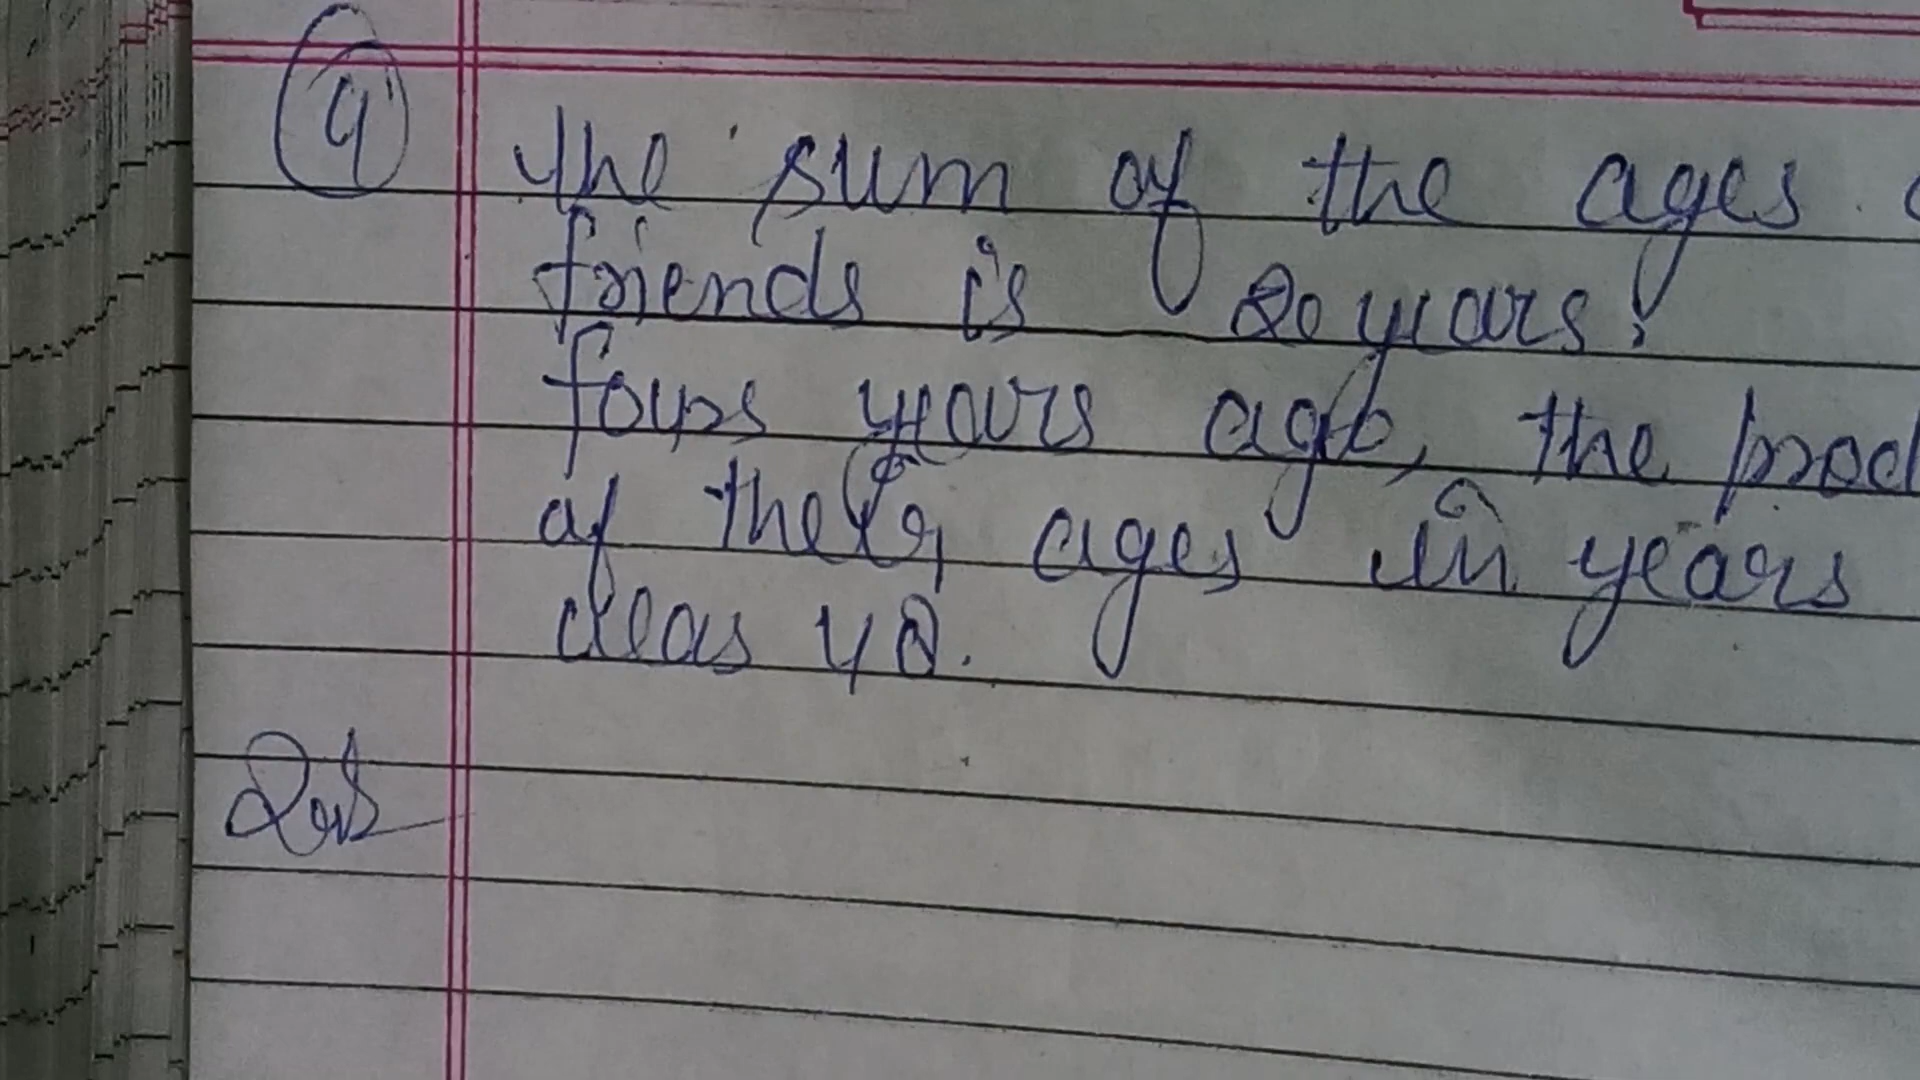 9
The sum of the ages
friends is 20 years.
four years ago, the prod
of their ages in years
was 48.